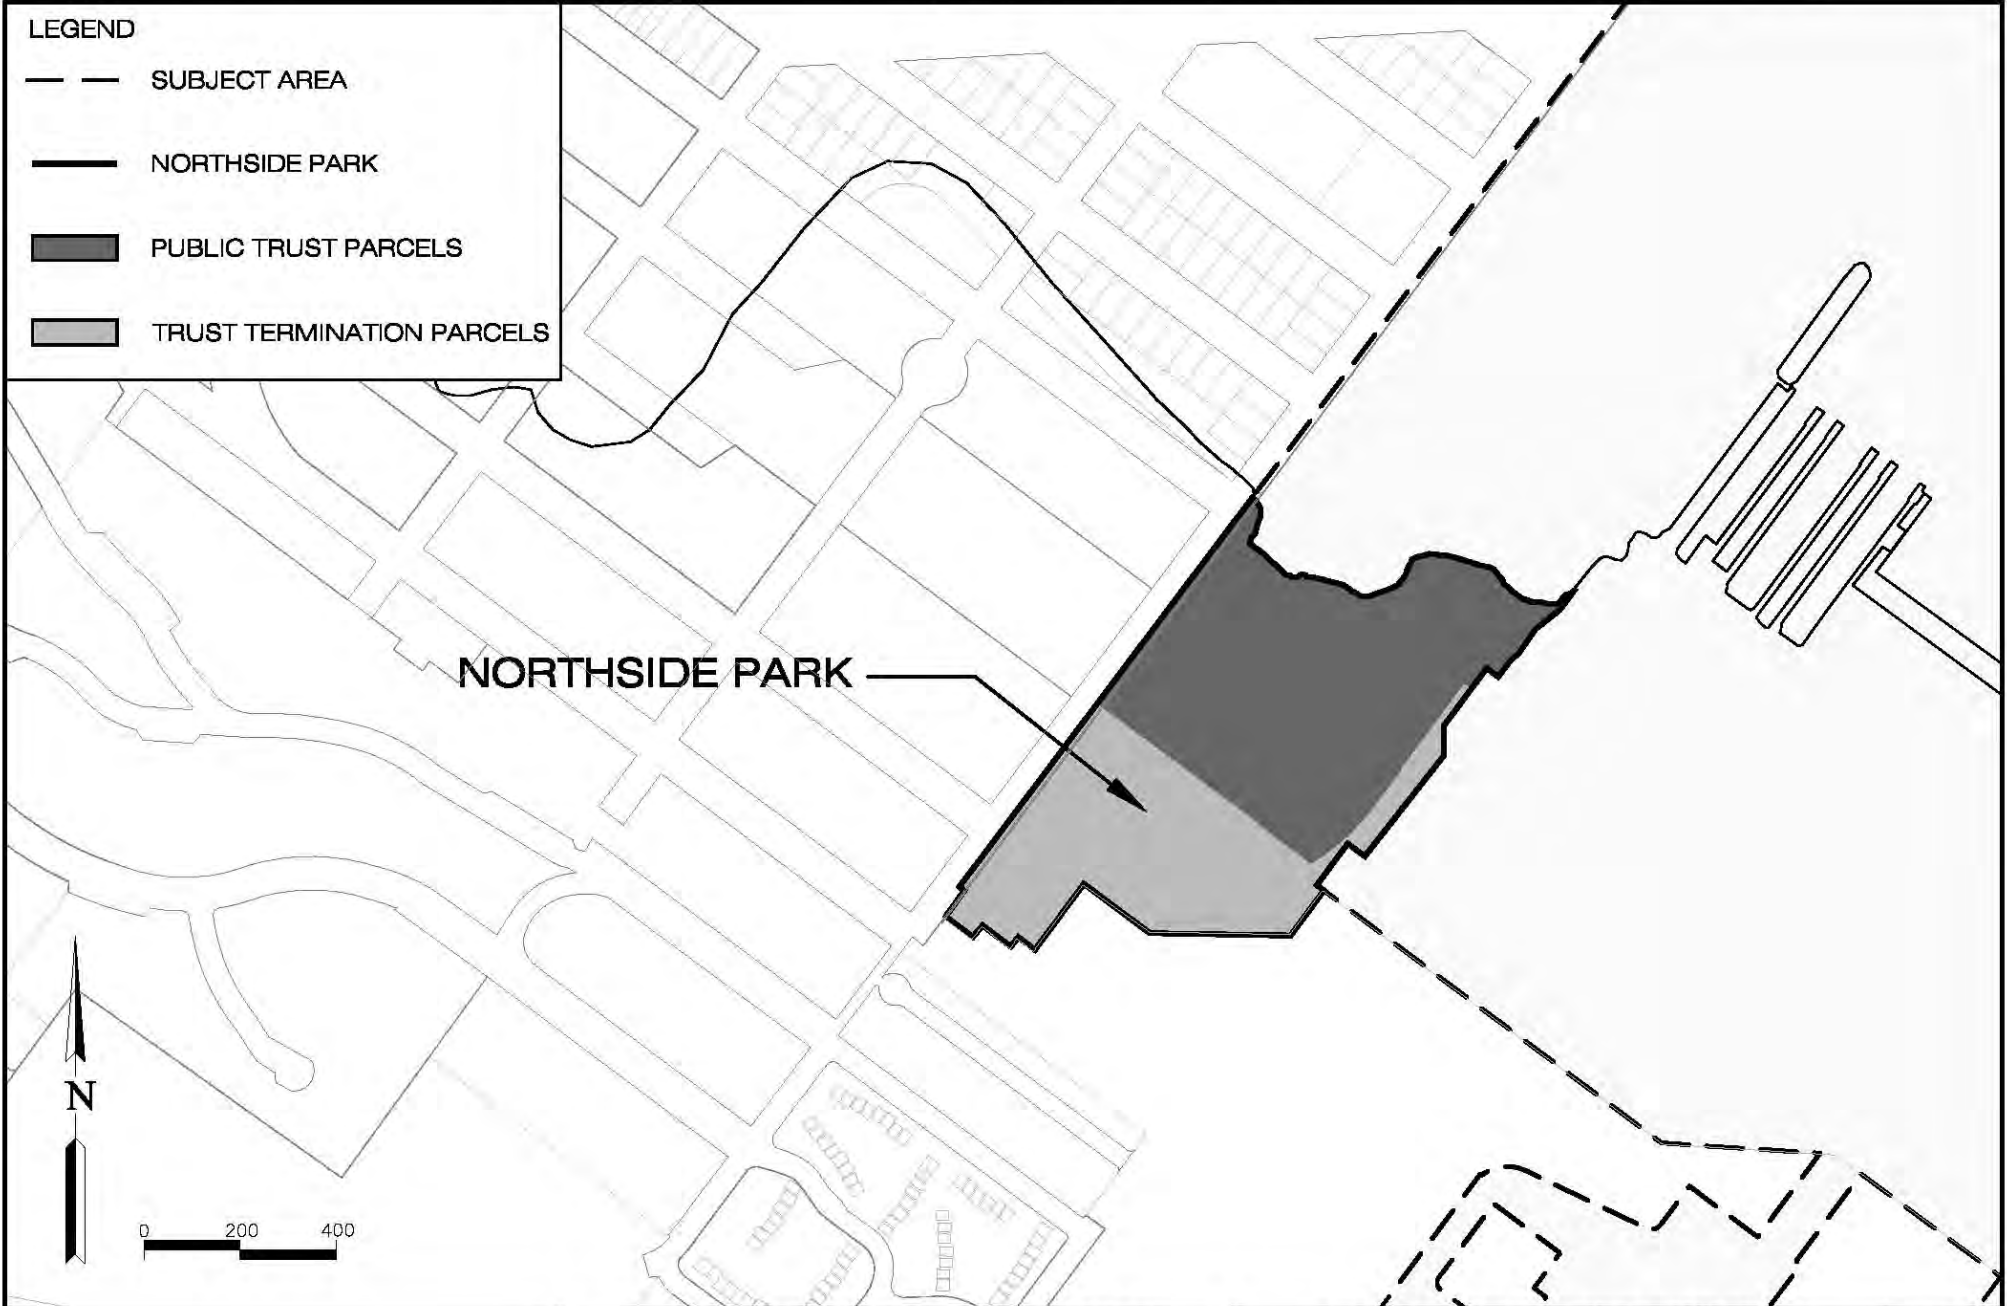 LEGEND
SUBJECT AREA
NORTHSIDE PARK
PUBLIC TRUST PARCELS
TRUST TERMINATION PARCELS
NORTHSIDE PARK
N
0 200 400